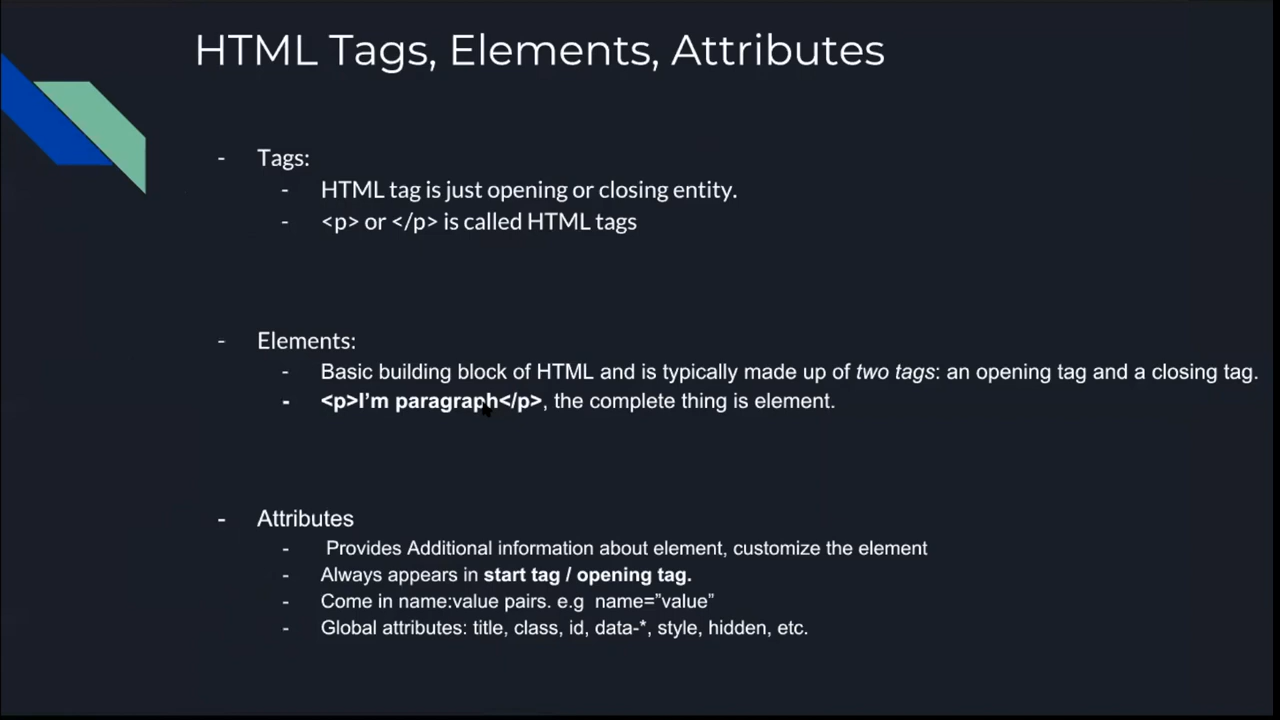 HTML Tags, Elements, Attributes
- Tags:
- HTML tag is just opening or closing entity.
- <p> or </p> is called HTML tags
- Elements:
- Basic building block of HTML and is typically made up of two tags: an opening tag and a closing tag.
- <p>I’m paragraph</p>, the complete thing is element.
- Attributes
- Provides Additional information about element, customize the element
- Always appears in start tag / opening tag.
- Come in name:value pairs. e.g name=”value”
- Global attributes: title, class, id, data-*, style, hidden, etc.